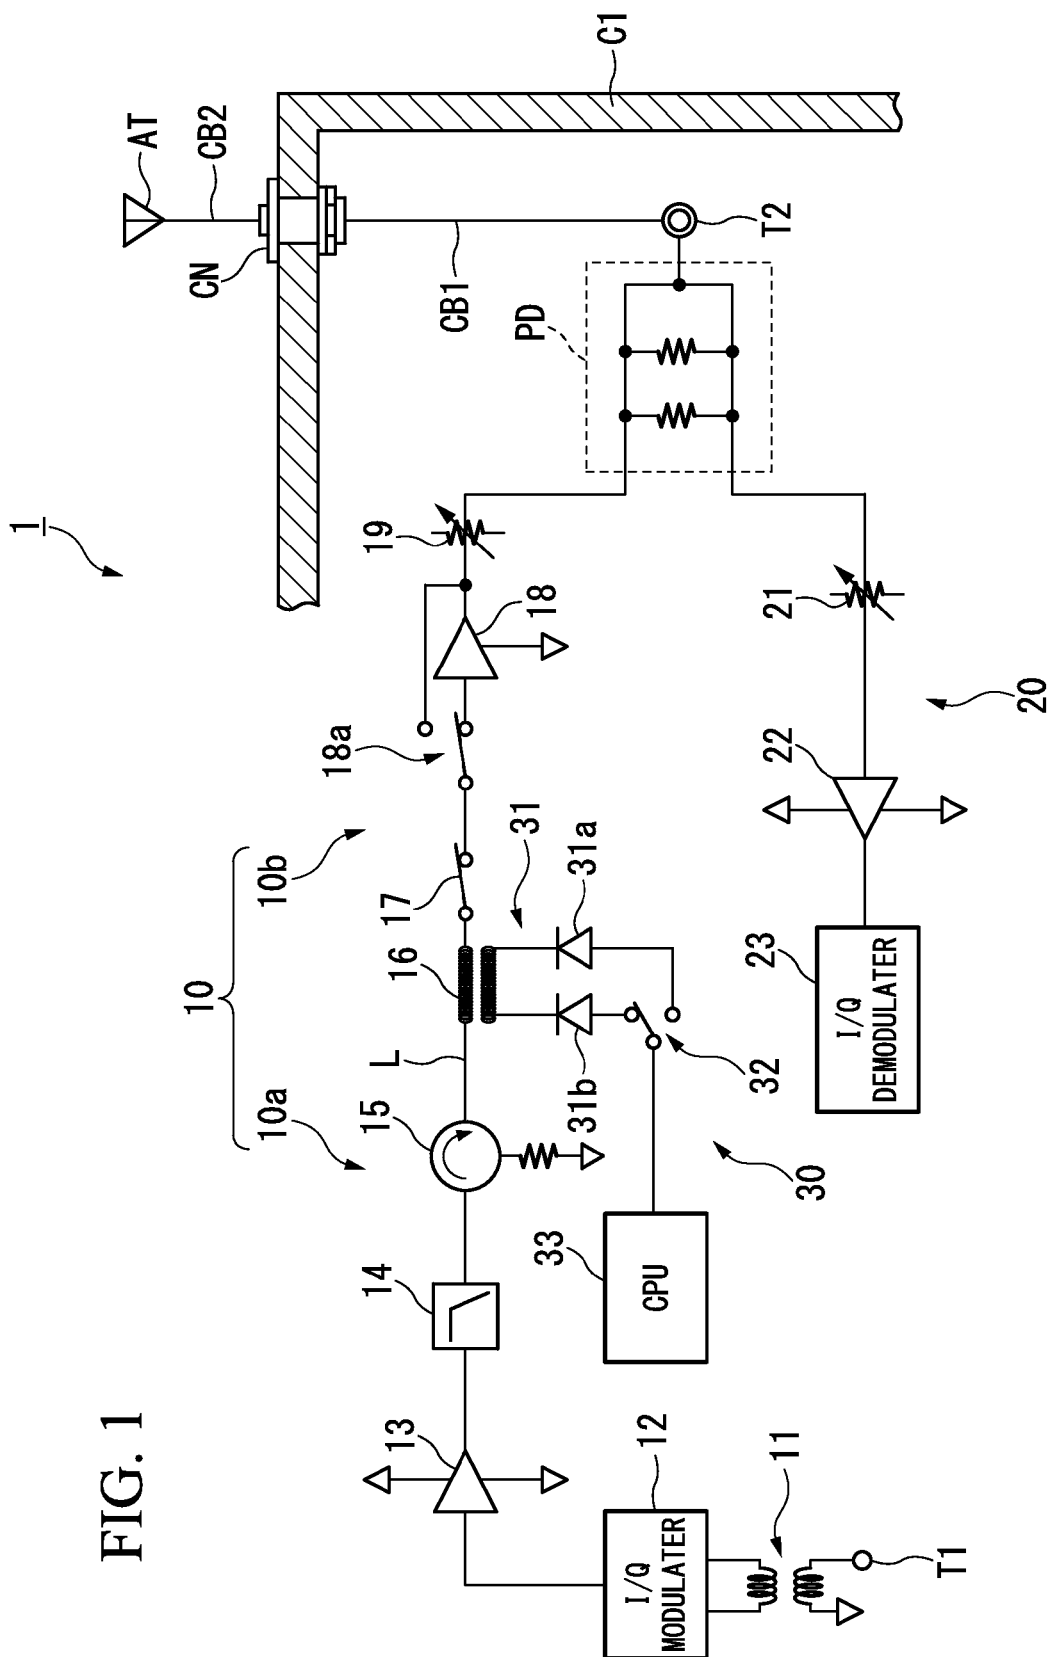 FIG. 1
1
AT
CB2
CN
C1
CB1
T2
PD
10
10a
10b
11
12
13
14
15
L
16
17
18a
18
19
31
31a
31b
32
30
33
CPU
I/Q
MODULATER
T1
20
21
22
23
I/Q
DEMODULATER